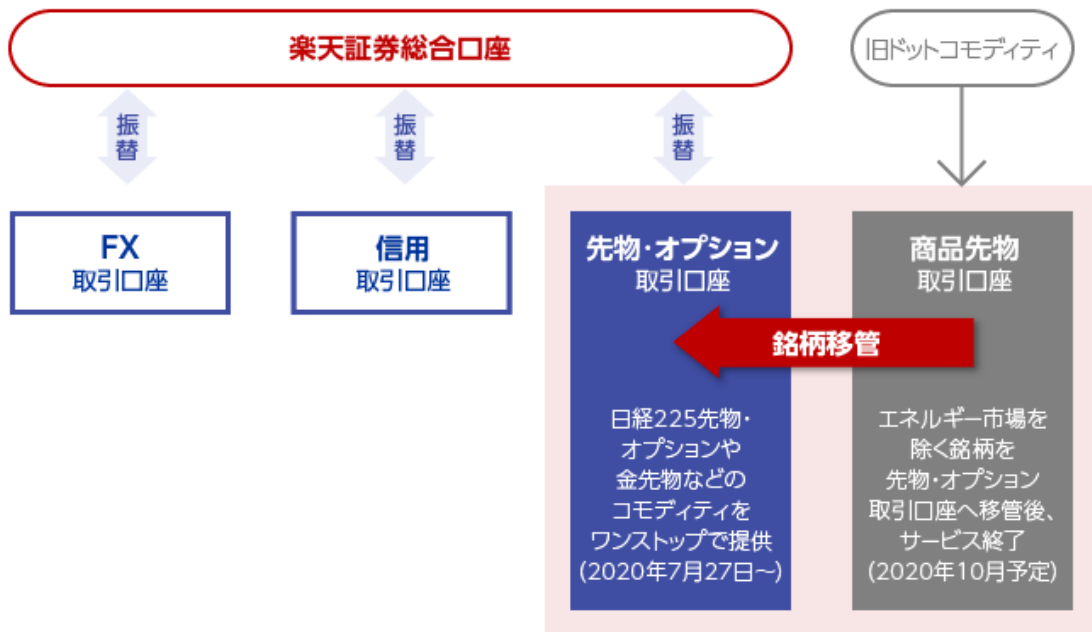 楽天証券総合口座
旧ドットコモディティ
振
替
振
替
振
替
FX
取引口座
信用
取引口座
先物・オプション
取引口座
商品先物
取引口座
銘柄移管
日経225先物・
オプションや
金先物などの
コモディティを
ワンストップで提供
(2020年7月27日～)
エネルギー市場を
除く銘柄を
先物・オプション
取引口座へ移管後、
サービス終了
(2020年10月予定)